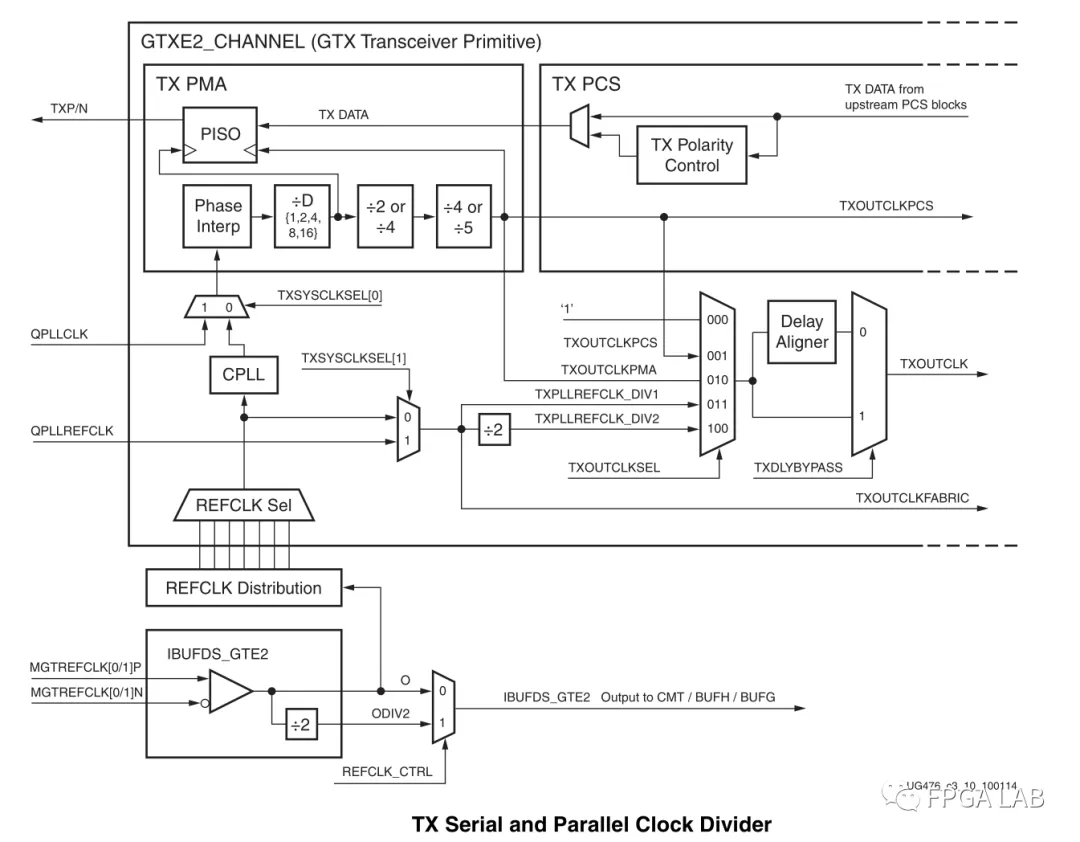 GTXE2_CHANNEL (GTX Transceiver Primitive)
TX PMA
TX PCS
TXP/N
PISO
TX DATA
TX DATA from
upstream PCS blocks
TX Polarity
Control
Phase
Interp
÷D
{1,2,4,
8,16}
÷2 or
÷4
÷4 or
÷5
TXOUTCLKPCS
1 0
TXSYSCLKSEL[0]
QPLLCLK
CPLL
TXSYSCLKSEL[1]
QPLLREFCLK
0
1
÷2
'1'
TXOUTCLKPCS
TXOUTCLKPMA
TXPLLREFCLK_DIV1
TXPLLREFCLK_DIV2
000
001
010
011
100
TXOUTCLKSEL
Delay
Aligner
0
1
TXOUTCLK
TXDLYBYPASS
TXOUTCLKFABRIC
REFCLK Sel
REFCLK Distribution
IBUFDS_GTE2
MGTREFCLK[0/1]P
MGTREFCLK[0/1]N
O
÷2
ODIV2
0
1
REFCLK_CTRL
IBUFDS_GTE2 Output to CMT / BUFH / BUFG
UG476_c3_10_100114
FPGA LAB
TX Serial and Parallel Clock Divider